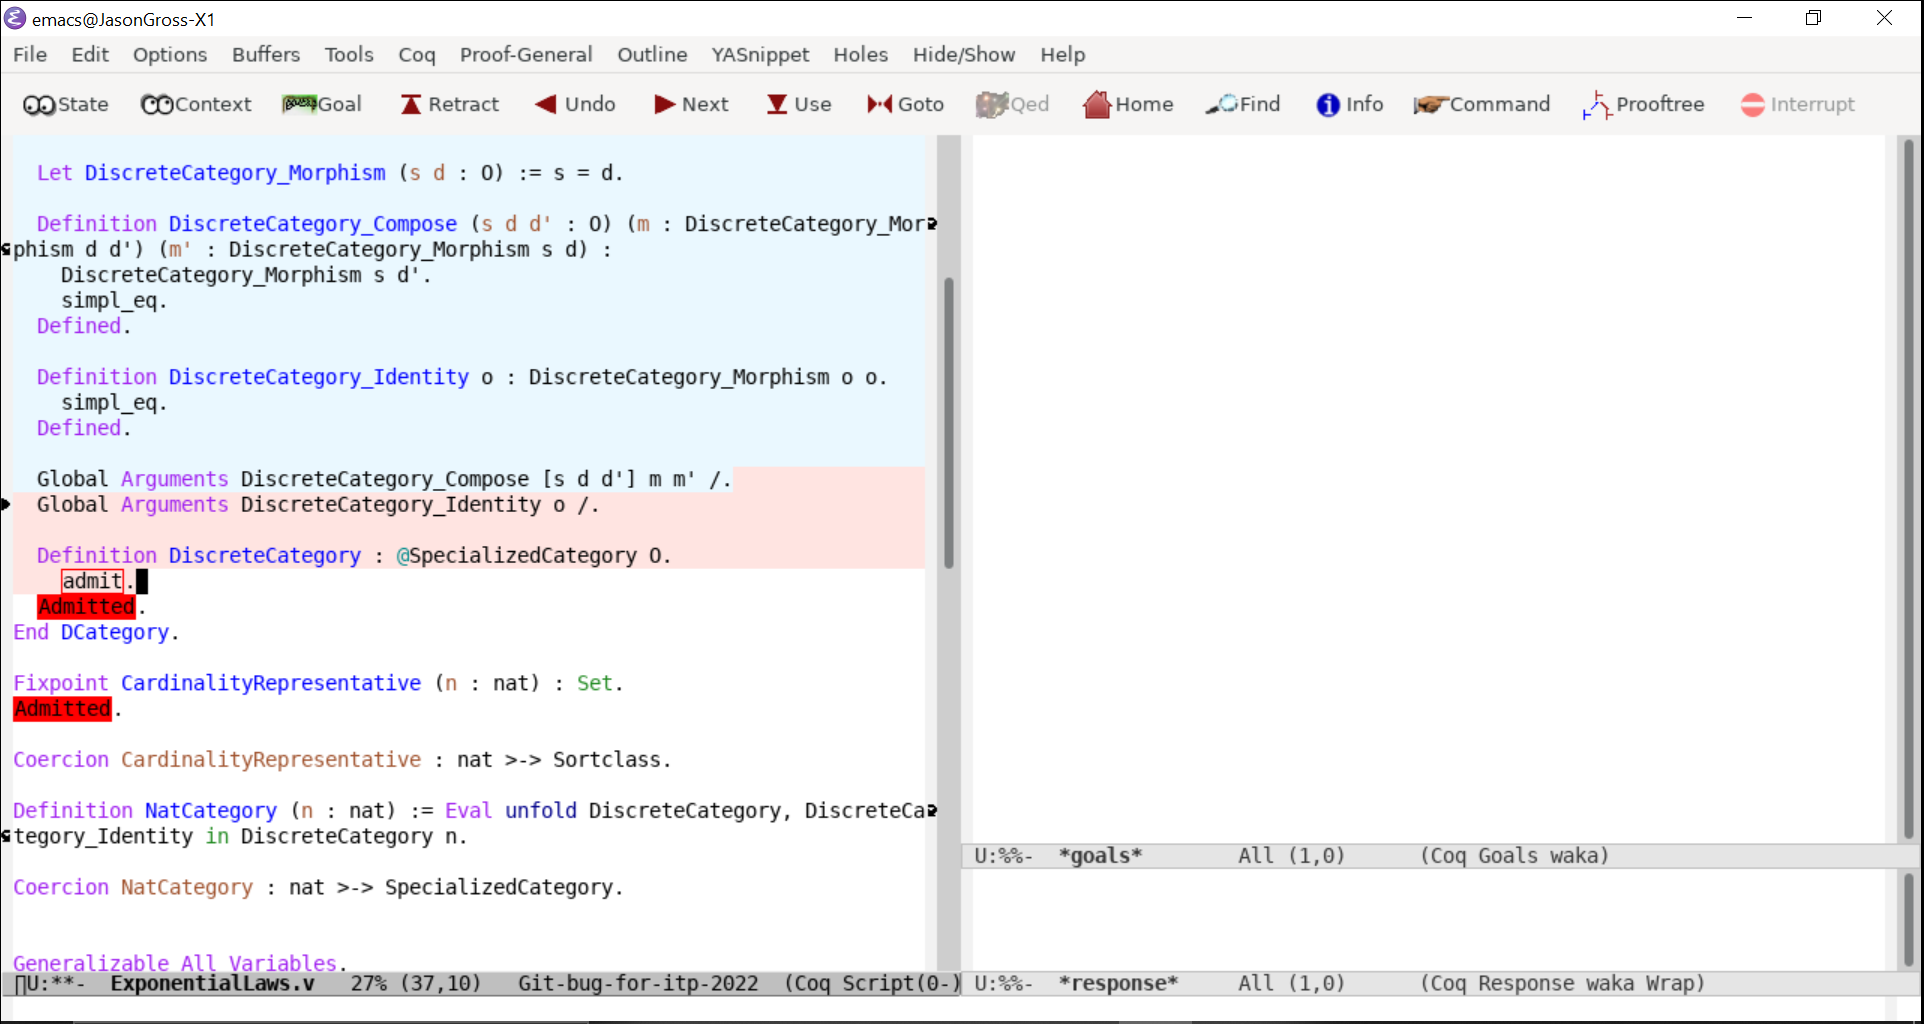 emacs@JasonGross-X1
File Edit Options Buffers Tools Coq Proof-General Outline YASnippet Holes Hide/Show Help
State Context Goal Retract Undo Next Use Goto Qed Home Find Info Command Prooftree Interrupt
Let DiscreteCategory_Morphism (s d : O) := s = d.
Definition DiscreteCategory_Compose (s d d' : O) (m : DiscreteCategory_Mor
phism d d') (m' : DiscreteCategory_Morphism s d) :
DiscreteCategory_Morphism s d'.
simpl_eq.
Defined.
Definition DiscreteCategory_Identity o : DiscreteCategory_Morphism o o.
simpl_eq.
Defined.
Global Arguments DiscreteCategory_Compose [s d d'] m m' /.
Global Arguments DiscreteCategory_Identity o /.
Definition DiscreteCategory : @SpecializedCategory O.
admit.
Admitted.
End DCategory.
Fixpoint CardinalityRepresentative (n : nat) : Set.
Admitted.
Coercion CardinalityRepresentative : nat >-> Sortclass.
Definition NatCategory (n : nat) := Eval unfold DiscreteCategory, DiscreteCa
tegory_Identity in DiscreteCategory n.
Coercion NatCategory : nat >-> SpecializedCategory.
Generalizable All Variables.
U:**- ExponentialLaws.v 27% (37,10) Git-bug-for-itp-2022 (Coq Script(0-)
U:%%- *goals* All (1,0) (Coq Goals waka)
U:%%- *response* All (1,0) (Coq Response waka Wrap)